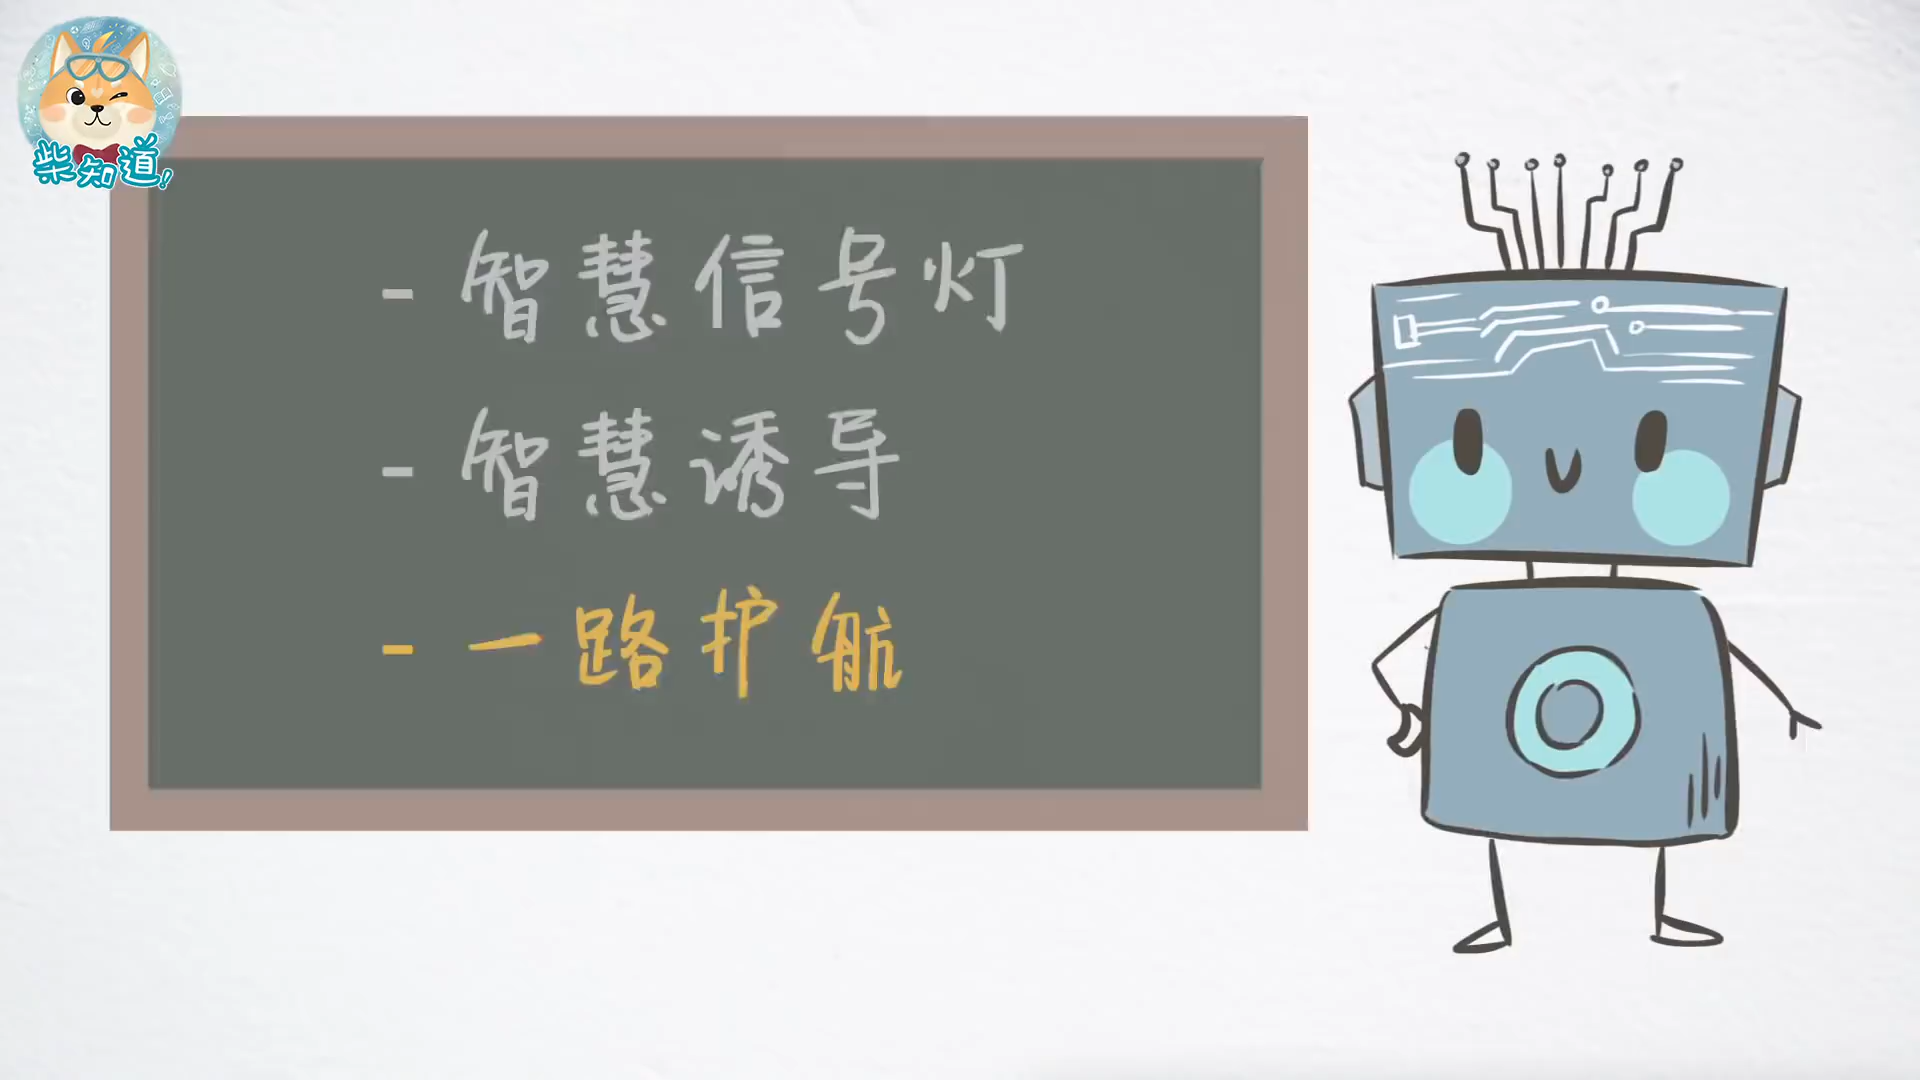 柴知道!
- 智慧信号灯
- 智慧诱导
- 一路护航